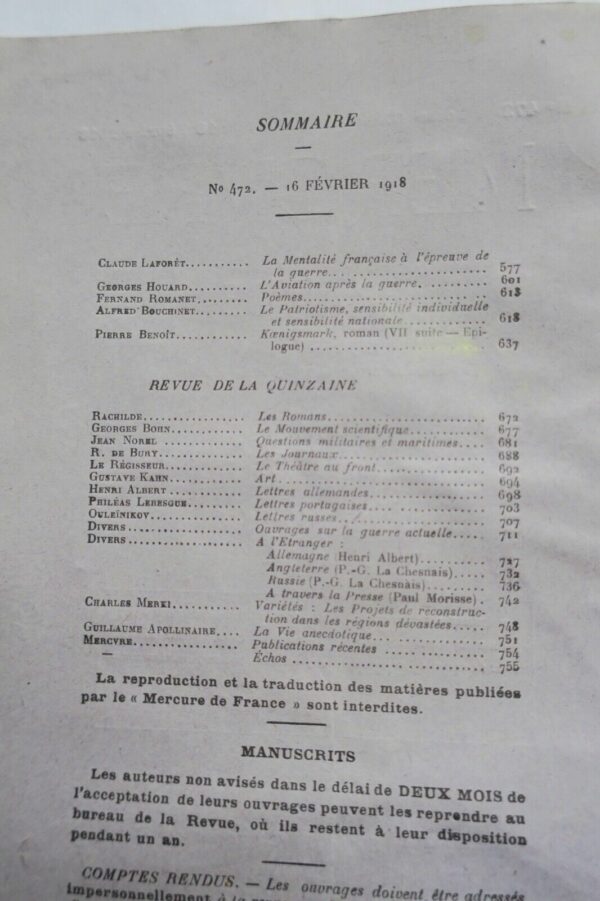 SOMMAIRE
No 472. — 16 FÉVRIER 1918
CLAUDE LAFORÊT........... La Mentalité française à l'épreuve de
la guerre... 577
GEORGES HOUARD........... L'Aviation après la guerre. 601
FERNAND ROMANET.......... Poèmes... 613
ALFRED BOUCHINET......... Le Patriotisme, sensibilité individuelle
et sensibilité nationale... 618
PIERRE BENOÎT............ Kœnigsmark, roman (VII suite — Epi-
logue) ... 637
REVUE DE LA QUINZAINE
RACHILDE................. Les Romans... 672
GEORGES BOHN............. Le Mouvement scientifique... 677
JEAN NOREL .............. Questions militaires et maritimes.... 681
R. DE BURY............... Les Journaux... 688
LE RÉGISSEUR............. Le Théâtre au front... 692
GUSTAVE KAHN............. Art... 694
HENRI ALBERT ............ Lettres allemandes... 698
PHILÉAS LEBESGUE......... Lettres portugaises... 703
OULEÏNIKOV............... Lettres russes... 707
DIVERS................... Ouvrages sur la guerre actuelle.... 711
DIVERS................... A l'Etranger :
Allemagne (Henri Albert)... 727
Angleterre (P.-G. La Chesnais).... 732
Russie (P.-G. La Chesnais)... 736
A travers la Presse (Paul Morisse) . 742
CHARLES MERKI............ Variétés : Les Projets de reconstruc-
tion dans les régions dévastées..... 748
GUILLAUME APOLLINAIRE.... La Vie anecdotique... 751
MERCVRE.................. Publications récentes ... 754
Échos ... 755
La reproduction et la traduction des matières publiées
par le « Mercure de France » sont interdites.
MANUSCRITS
Les auteurs non avisés dans le délai de DEUX MOIS de
l'acceptation de leurs ouvrages peuvent les reprendre au
bureau de la Revue, où ils restent à leur disposition
pendant un an.
COMPTES RENDUS. — Les ouvrages doivent être adressés
impersonnellement à la